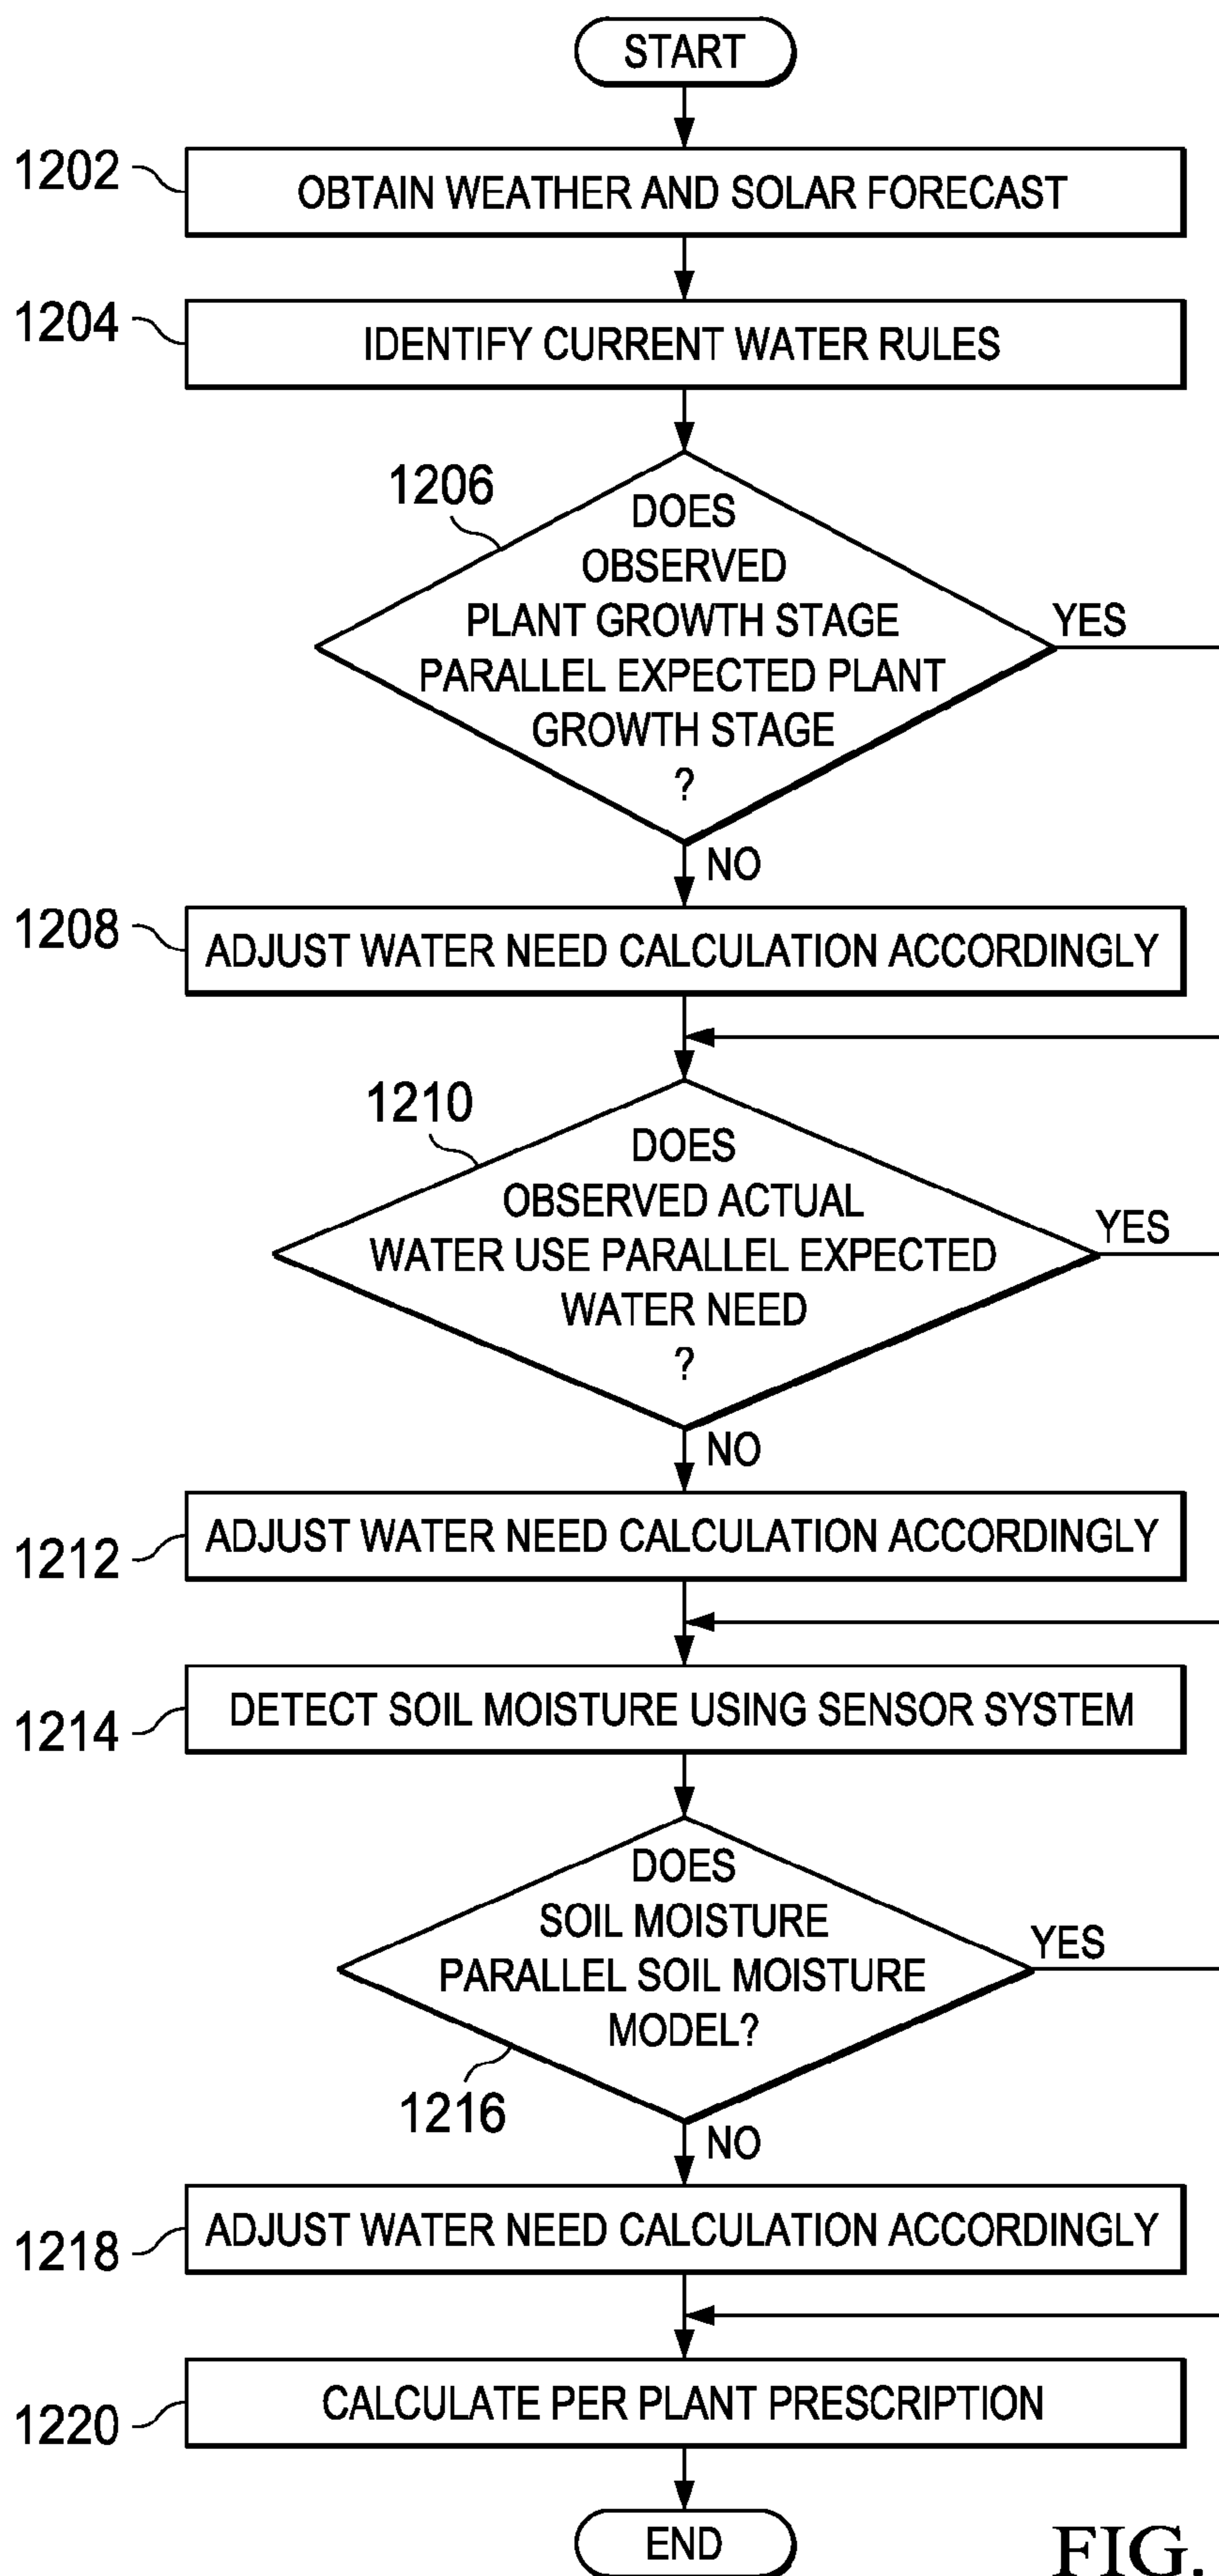 START
1202
OBTAIN WEATHER AND SOLAR FORECAST
1204
IDENTIFY CURRENT WATER RULES
1206
DOES
OBSERVED
PLANT GROWTH STAGE
PARALLEL EXPECTED PLANT
GROWTH STAGE
?
YES
NO
1208
ADJUST WATER NEED CALCULATION ACCORDINGLY
1210
DOES
OBSERVED ACTUAL
WATER USE PARALLEL EXPECTED
WATER NEED
?
YES
NO
1212
ADJUST WATER NEED CALCULATION ACCORDINGLY
1214
DETECT SOIL MOISTURE USING SENSOR SYSTEM
DOES
SOIL MOISTURE
PARALLEL SOIL MOISTURE
MODEL?
YES
1216
NO
1218
ADJUST WATER NEED CALCULATION ACCORDINGLY
1220
CALCULATE PER PLANT PRESCRIPTION
END
FIG.